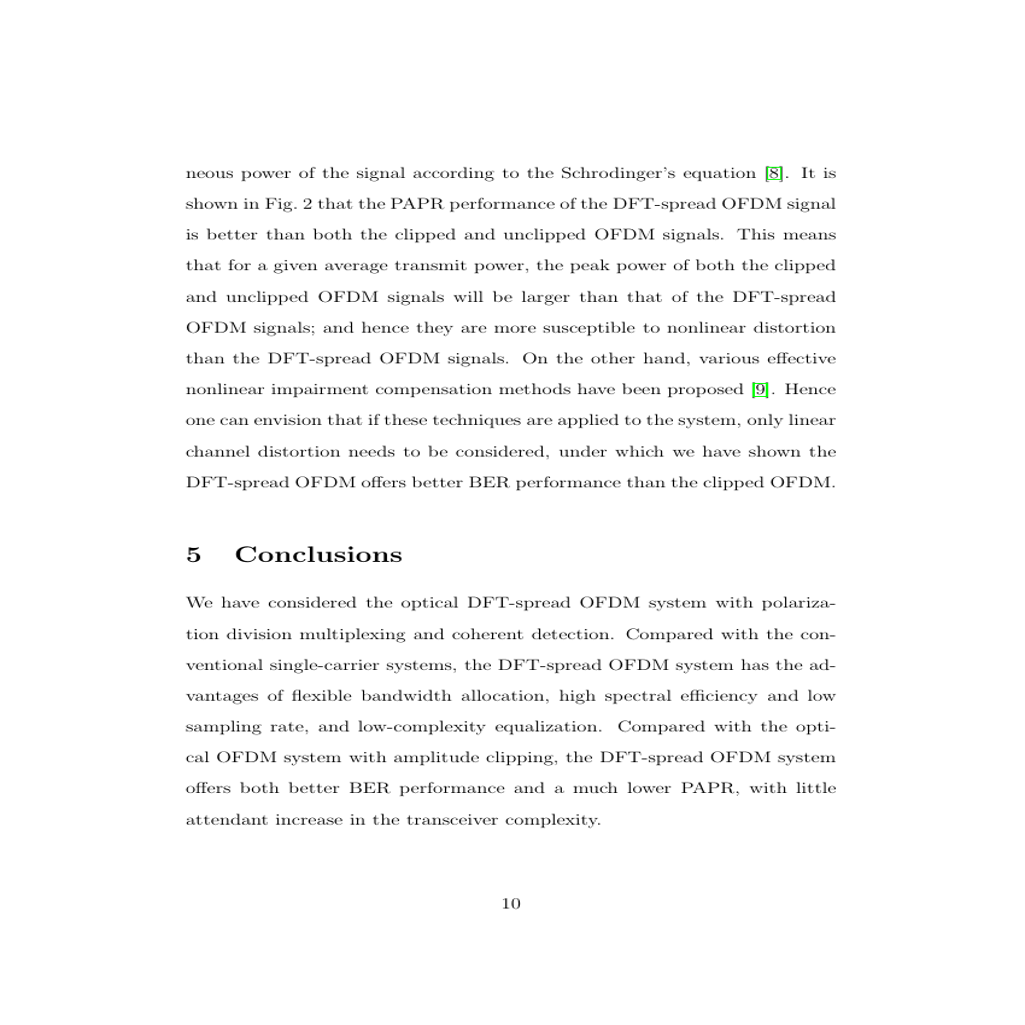 neous power of the signal according to the Schrodinger's equation [8]. It is
shown in Fig. 2 that the PAPR performance of the DFT-spread OFDM signal
is better than both the clipped and unclipped OFDM signals. This means
that for a given average transmit power, the peak power of both the clipped
and unclipped OFDM signals will be larger than that of the DFT-spread
OFDM signals; and hence they are more susceptible to nonlinear distortion
than the DFT-spread OFDM signals. On the other hand, various effective
nonlinear impairment compensation methods have been proposed [9]. Hence
one can envision that if these techniques are applied to the system, only linear
channel distortion needs to be considered, under which we have shown the
DFT-spread OFDM offers better BER performance than the clipped OFDM.
5 Conclusions
We have considered the optical DFT-spread OFDM system with polariza-
tion division multiplexing and coherent detection. Compared with the con-
ventional single-carrier systems, the DFT-spread OFDM system has the ad-
vantages of flexible bandwidth allocation, high spectral efficiency and low
sampling rate, and low-complexity equalization. Compared with the opti-
cal OFDM system with amplitude clipping, the DFT-spread OFDM system
offers both better BER performance and a much lower PAPR, with little
attendant increase in the transceiver complexity.
10